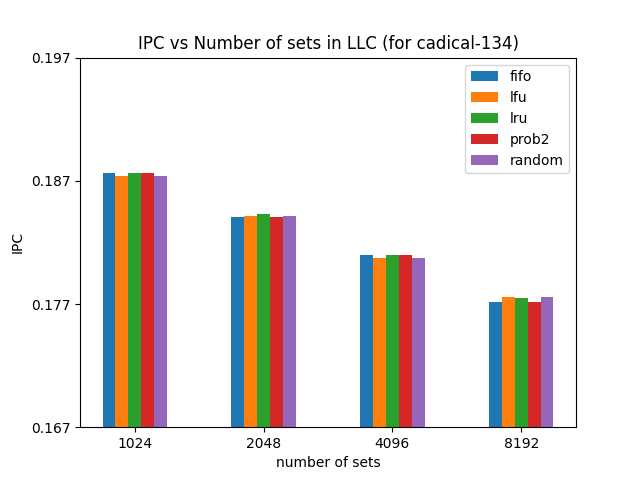 IPC vs Number of sets in LLC (for cadical-134)
0.197
0.187
0.177
0.167
IPC
fifo
lfu
lru
prob2
random
1024 2048 4096 8192
number of sets